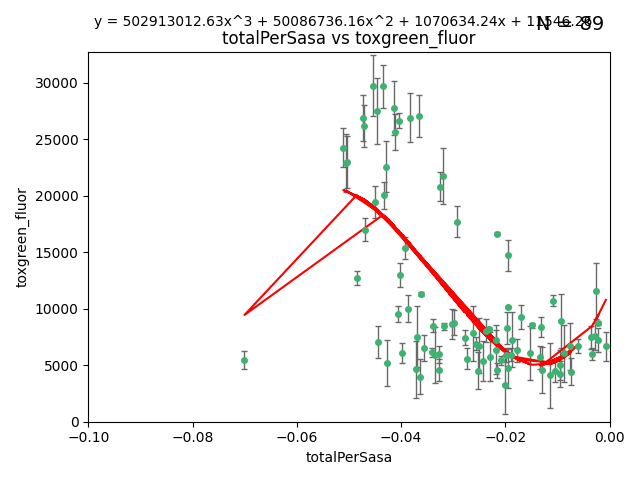 y = 502913012.63x^3 + 50086736.16x^2 + 1070634.24x +
N = 89
totalPerSasa vs toxgreen_fluor
toxgreen_fluor
30000
25000
20000
15000
10000
5000
0
−0.10
−0.08
−0.06
−0.04
−0.02
0.00
totalPerSasa